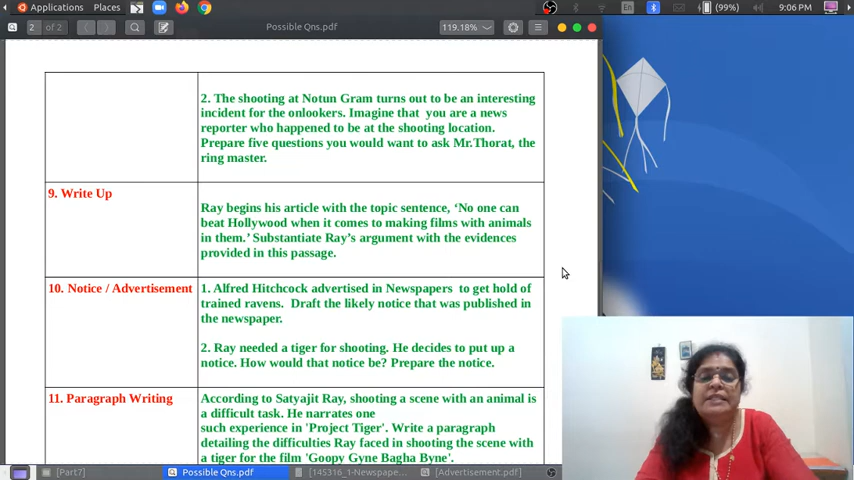 Applications Places En (99%) 9:06 PM
2 of 2 Possible Qns.pdf 119.18%
2. The shooting at Notun Gram turns out to be an interesting
incident for the onlookers. Imagine that you are a news
reporter who happened to be at the shooting location.
Prepare five questions you would want to ask Mr.Thorat, the
ring master.
9. Write Up
Ray begins his article with the topic sentence, ‘No one can
beat Hollywood when it comes to making films with animals
in them.’ Substantiate Ray’s argument with the evidences
provided in this passage.
10. Notice / Advertisement
1. Alfred Hitchcock advertised in Newspapers to get hold of
trained ravens. Draft the likely notice that was published in
the newspaper.
2. Ray needed a tiger for shooting. He decides to put up a
notice. How would that notice be? Prepare the notice.
11. Paragraph Writing
According to Satyajit Ray, shooting a scene with an animal is
a difficult task. He narrates one
such experience in 'Project Tiger'. Write a paragraph
detailing the difficulties Ray faced in shooting the scene with
a tiger for the film 'Goopy Gyne Bagha Byne'.
[Part7] Possible Qns.pdf [145316_1-Newspape... [Advertisement.pdf]